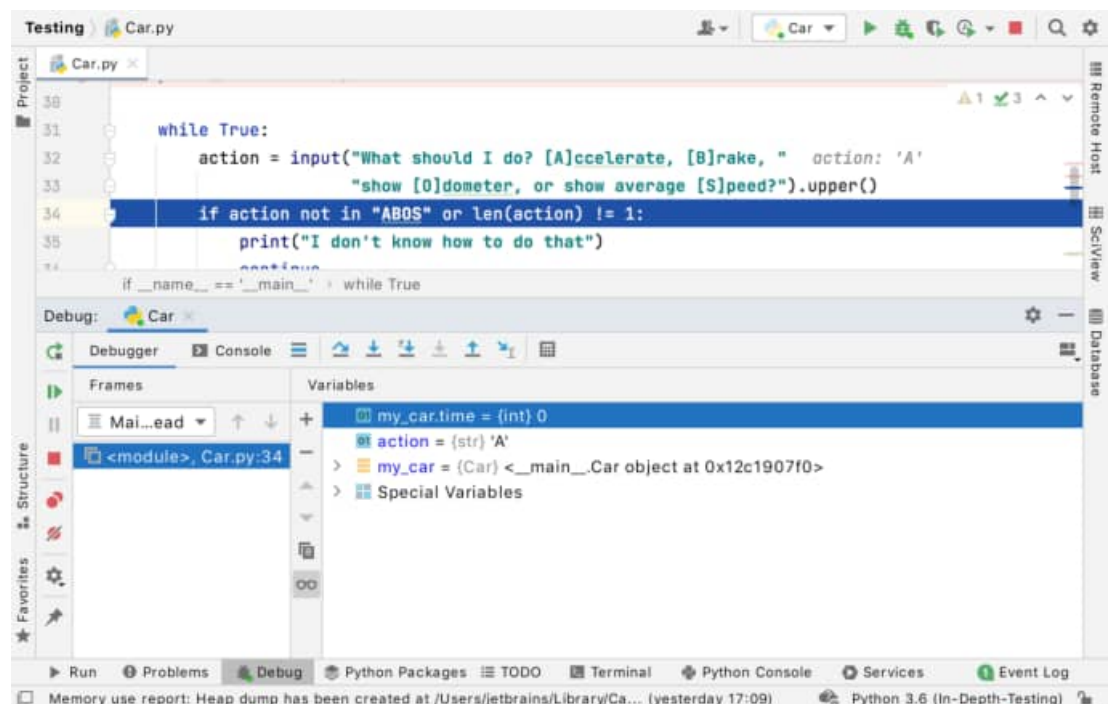 Testing Car.py Car
Project Car.py Remote Host
30 1 3
31 while True:
32 action = input("What should I do? [A]ccelerate, [B]rake, " action: 'A'
33 "show [O]dometer, or show average [S]peed?").upper()
34 if action not in "ABOS" or len(action) != 1:
35 print("I don't know how to do that")
continue
SciView
if __name__ == '__main__' › while True
Debug: Car
Debugger Console
Database
Frames Variables
Mai...ead my_car.time = {int} 0
<module>, Car.py:34 action = {str} 'A'
my_car = {Car} <__main__.Car object at 0x12c1907f0>
Special Variables
Structure
Favorites
Run Problems Debug Python Packages TODO Terminal Python Console Services 1 Event Log
Memory use report: Heap dump has been created at /Users/jetbrains/Library/Ca... (yesterday 17:09) Python 3.6 (In-Depth-Testing)